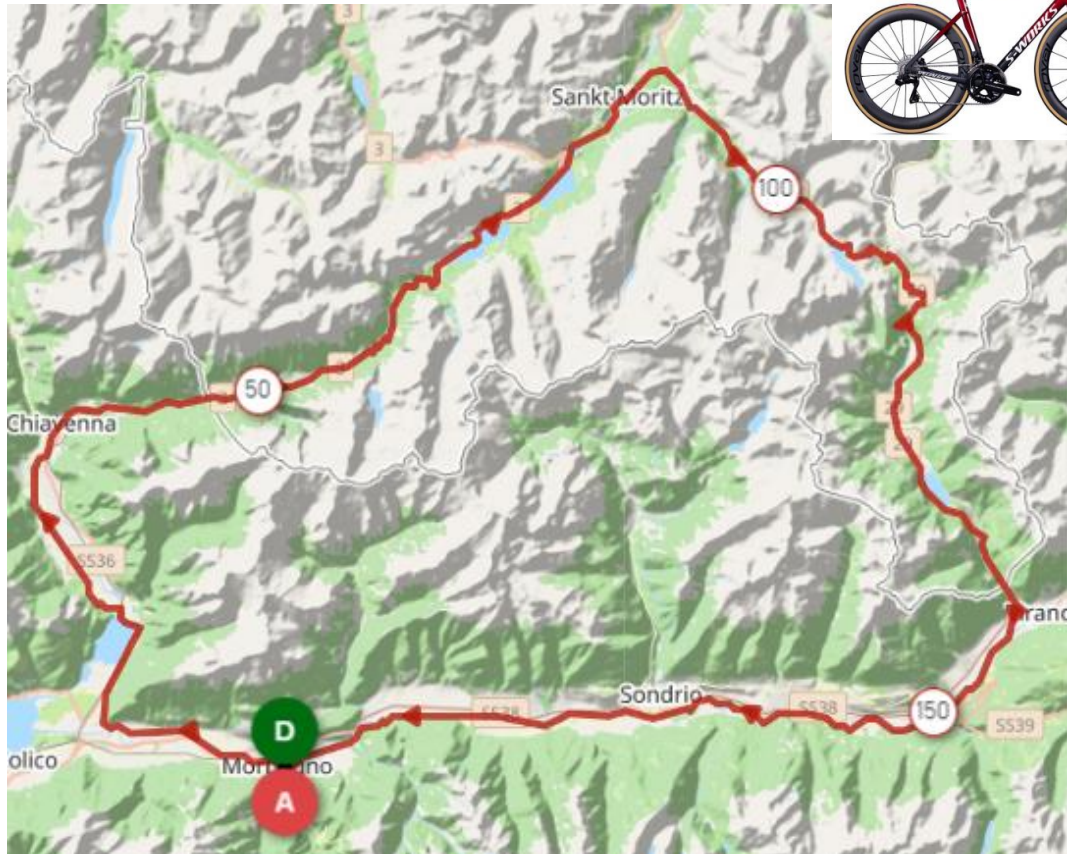 3
S-WORKS
Sankt Moritz
3
100
50
Chiavenna
SS36
Sondrio
SS38
SS38
150
SS39
D
olico
A